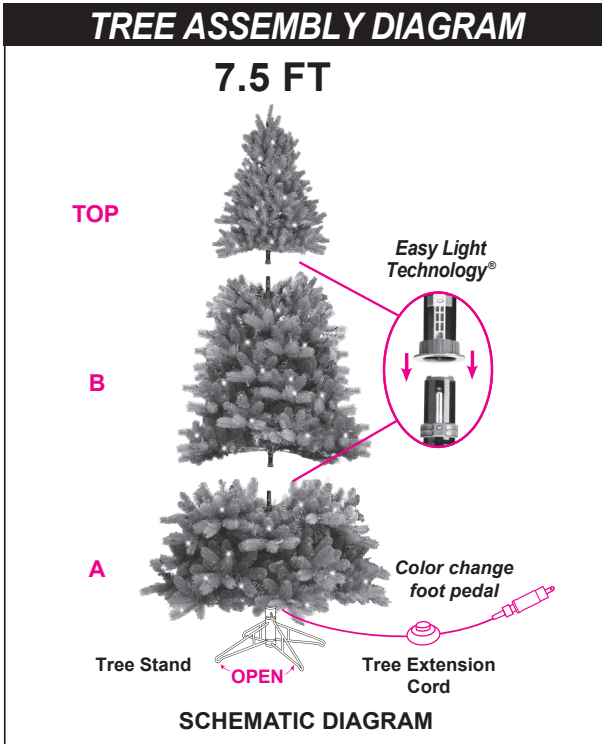 TREE ASSEMBLY DIAGRAM
7.5 FT
TOP
Easy Light
Technology®
B
A
Color change
foot pedal
Tree Stand
OPEN
Tree Extension
Cord
SCHEMATIC DIAGRAM